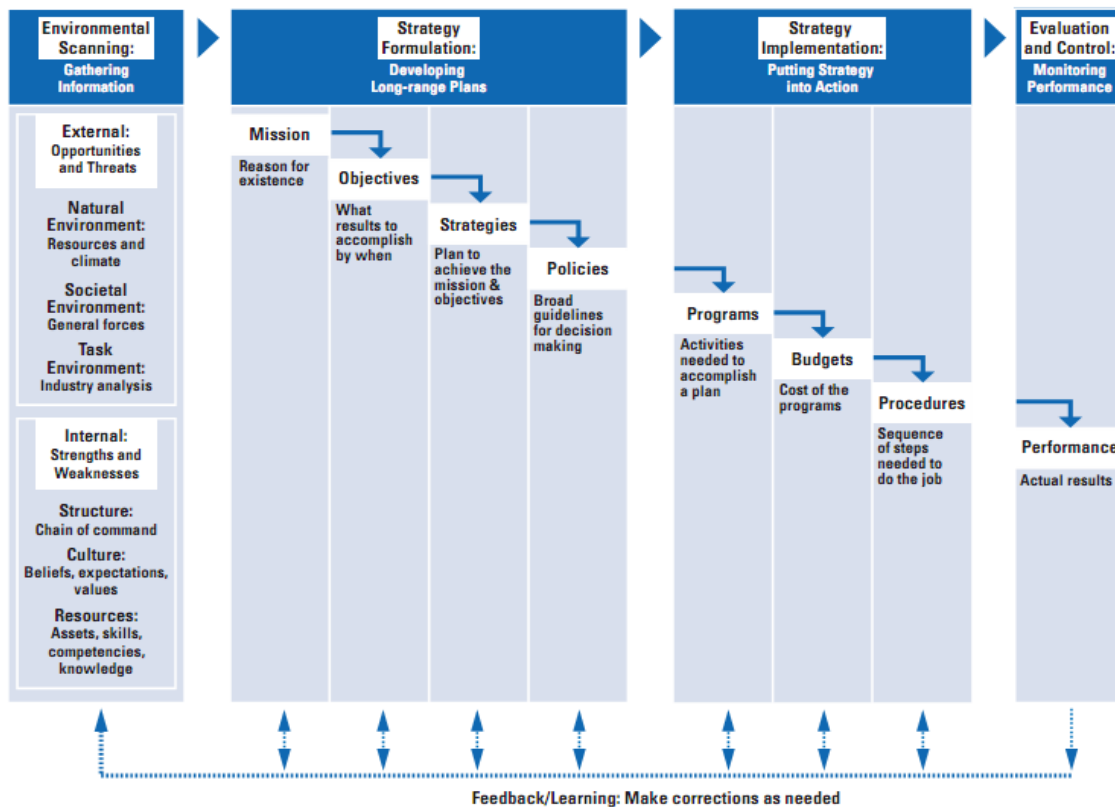 Environmental
Scanning:
Gathering
Information
External:
Opportunities
and Threats
Natural
Environment:
Resources and
climate
Societal
Environment:
General forces
Task
Environment:
Industry analysis
Internal:
Strengths and
Weaknesses
Structure:
Chain of command
Culture:
Beliefs, expectations,
values
Resources:
Assets, skills,
competencies,
knowledge
Strategy
Formulation:
Developing
Long-range Plans
Mission
Reason for
existence
Objectives
What
results to
accomplish
by when
Strategies
Plan to
achieve the
mission &
objectives
Policies
Broad
guidelines
for decision
making
Strategy
Implementation:
Putting Strategy
into Action
Programs
Activities
needed to
accomplish
a plan
Budgets
Cost of the
programs
Procedures
Sequence
of steps
needed to
do the job
Evaluation
and Control:
Monitoring
Performance
Performance
Actual results
Feedback/Learning: Make corrections as needed